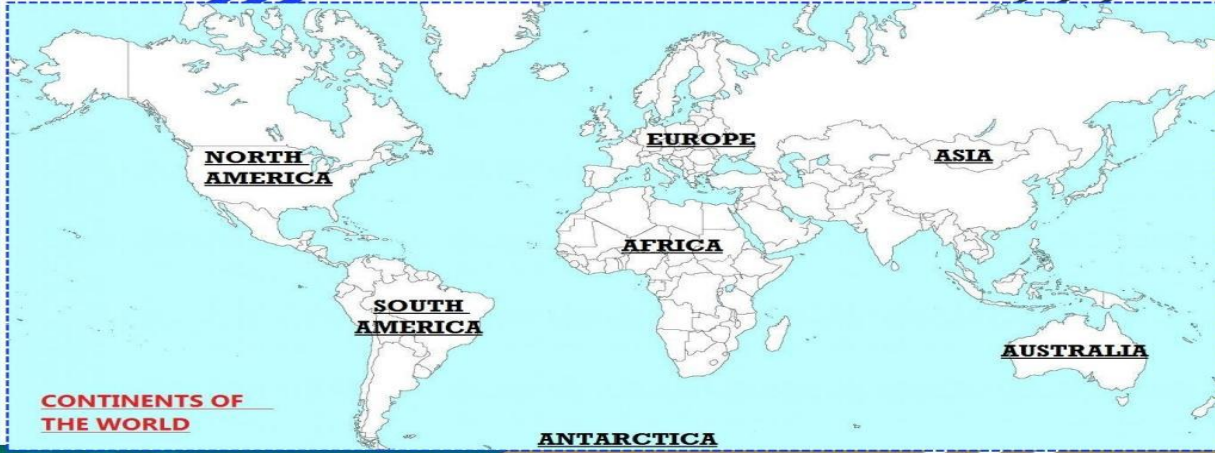 EUROPE
ASIA
NORTH
AMERICA
AFRICA
SOUTH
AMERICA
AUSTRALIA
CONTINENTS OF
THE WORLD
ANTARCTICA